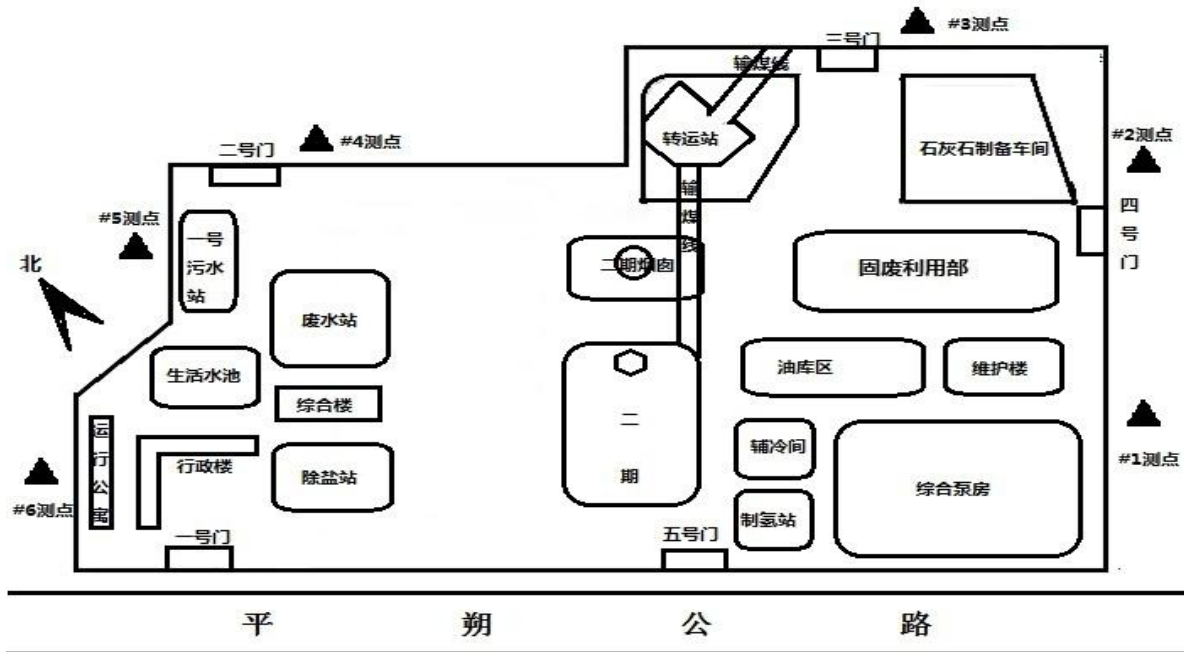 #3测点
三号门
输煤线
转运站
石灰石制备车间
#2测点
#4测点
二号门
#5测点
一号污水站
北
输煤线
四号门
二期烟囱
固废利用部
废水站
生活水池
油库区
维护楼
综合楼
二期
运行公寓
行政楼
辅冷间
#1测点
除盐站
综合泵房
#6测点
制氢站
一号门
五号门
平朔公路